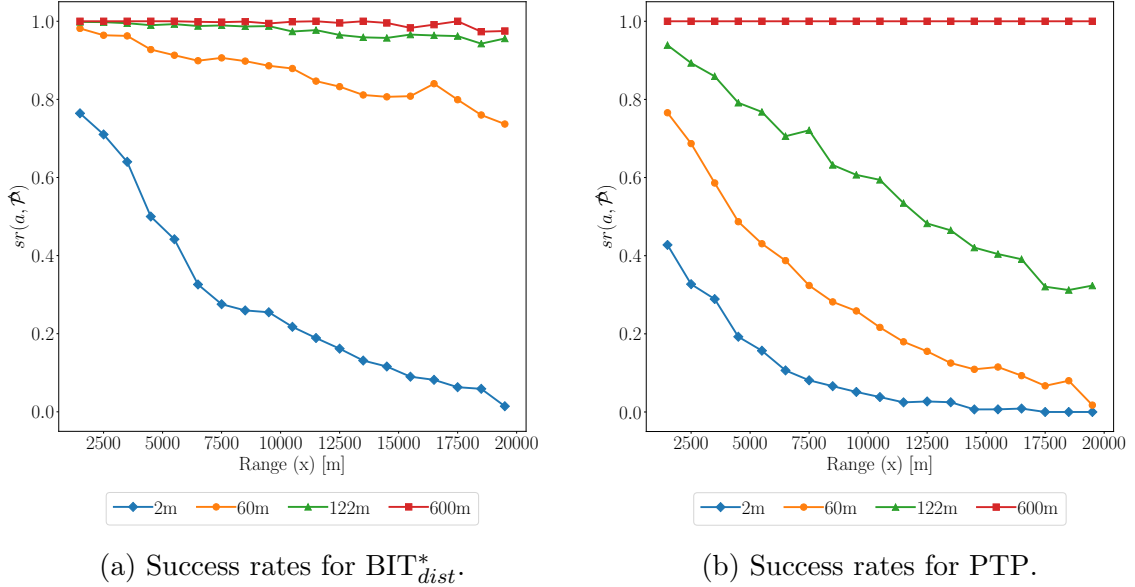 1.0
0.8
0.6
0.4
0.2
0.0
sr(a, 𝒫̂)
2500 5000 7500 10000 12500 15000 17500 20000
Range (x) [m]
2m 60m 122m 600m
(a) Success rates for BIT*dist.
1.0
0.8
0.6
0.4
0.2
0.0
sr(a, 𝒫̂)
2500 5000 7500 10000 12500 15000 17500 20000
Range (x) [m]
2m 60m 122m 600m
(b) Success rates for PTP.